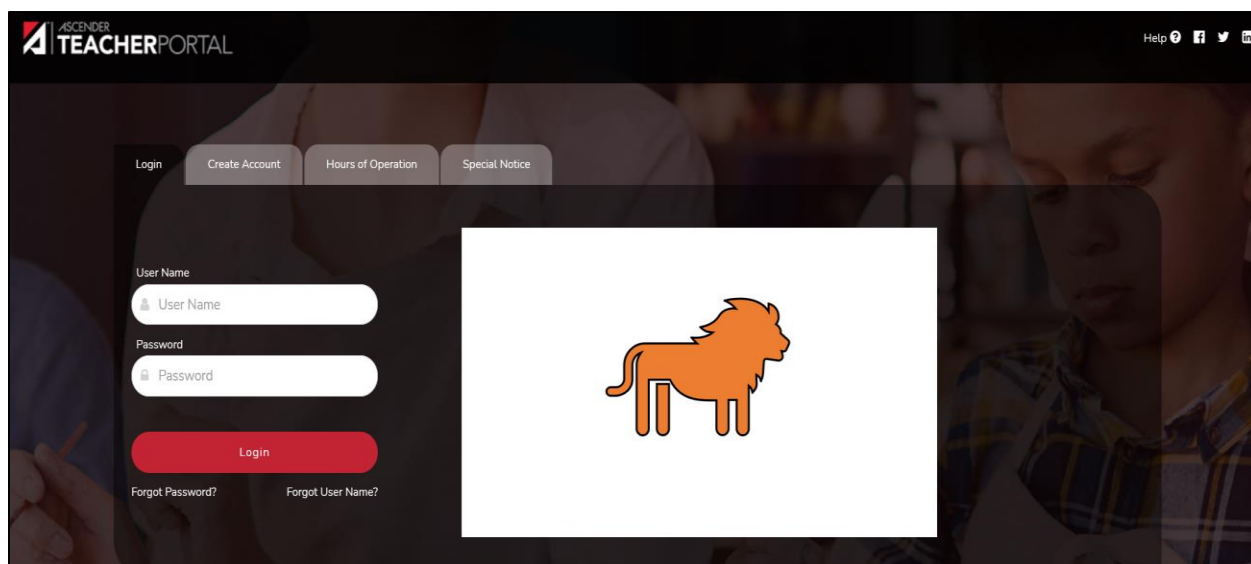 ASCENDER
TEACHERPORTAL
Help ?
Login
Create Account
Hours of Operation
Special Notice
User Name
User Name
Password
Password
Login
Forgot Password?
Forgot User Name?